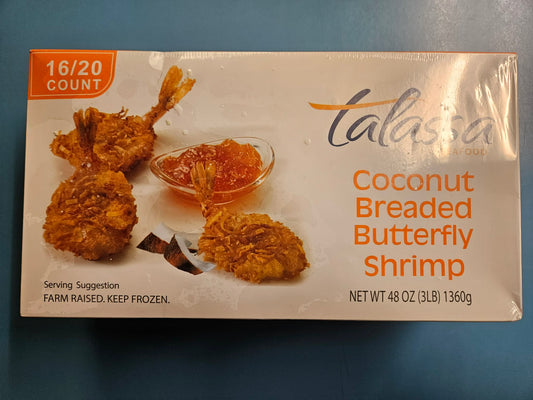 16/20
COUNT
Talassa
SEAFOOD
Coconut
Breaded
Butterfly
Shrimp
Serving Suggestion
FARM RAISED. KEEP FROZEN.
NET WT 48 OZ (3LB) 1360g